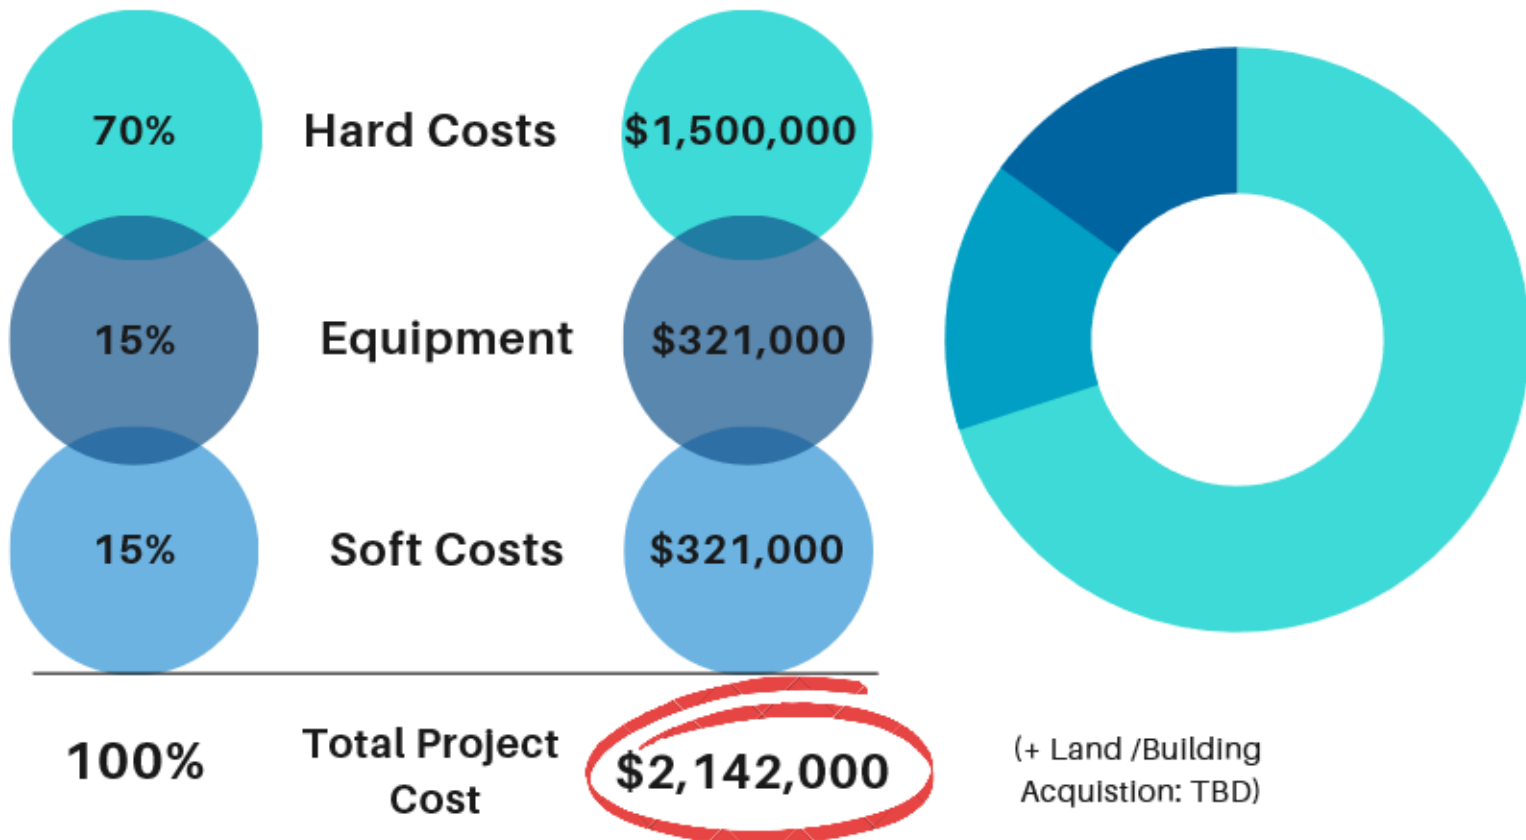 70% Hard Costs $1,500,000
15% Equipment $321,000
15% Soft Costs $321,000
100% Total Project
Cost $2,142,000
(+ Land /Building
Acquistion: TBD)